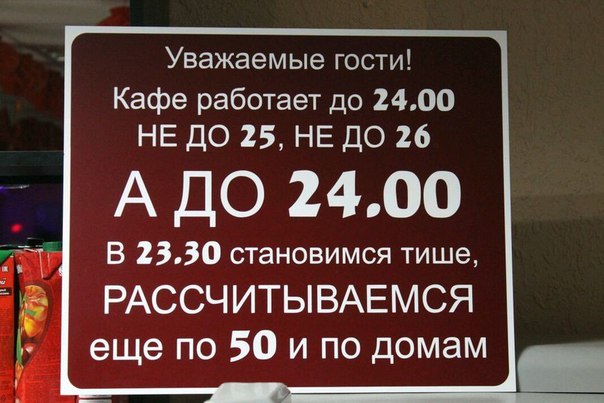 Уважаемые гости!
Кафе работает до 24.00
НЕ ДО 25, НЕ ДО 26
А ДО 24.00
В 23.30 становимся тише,
РАССЧИТЫВАЕМСЯ
еще по 50 и по домам